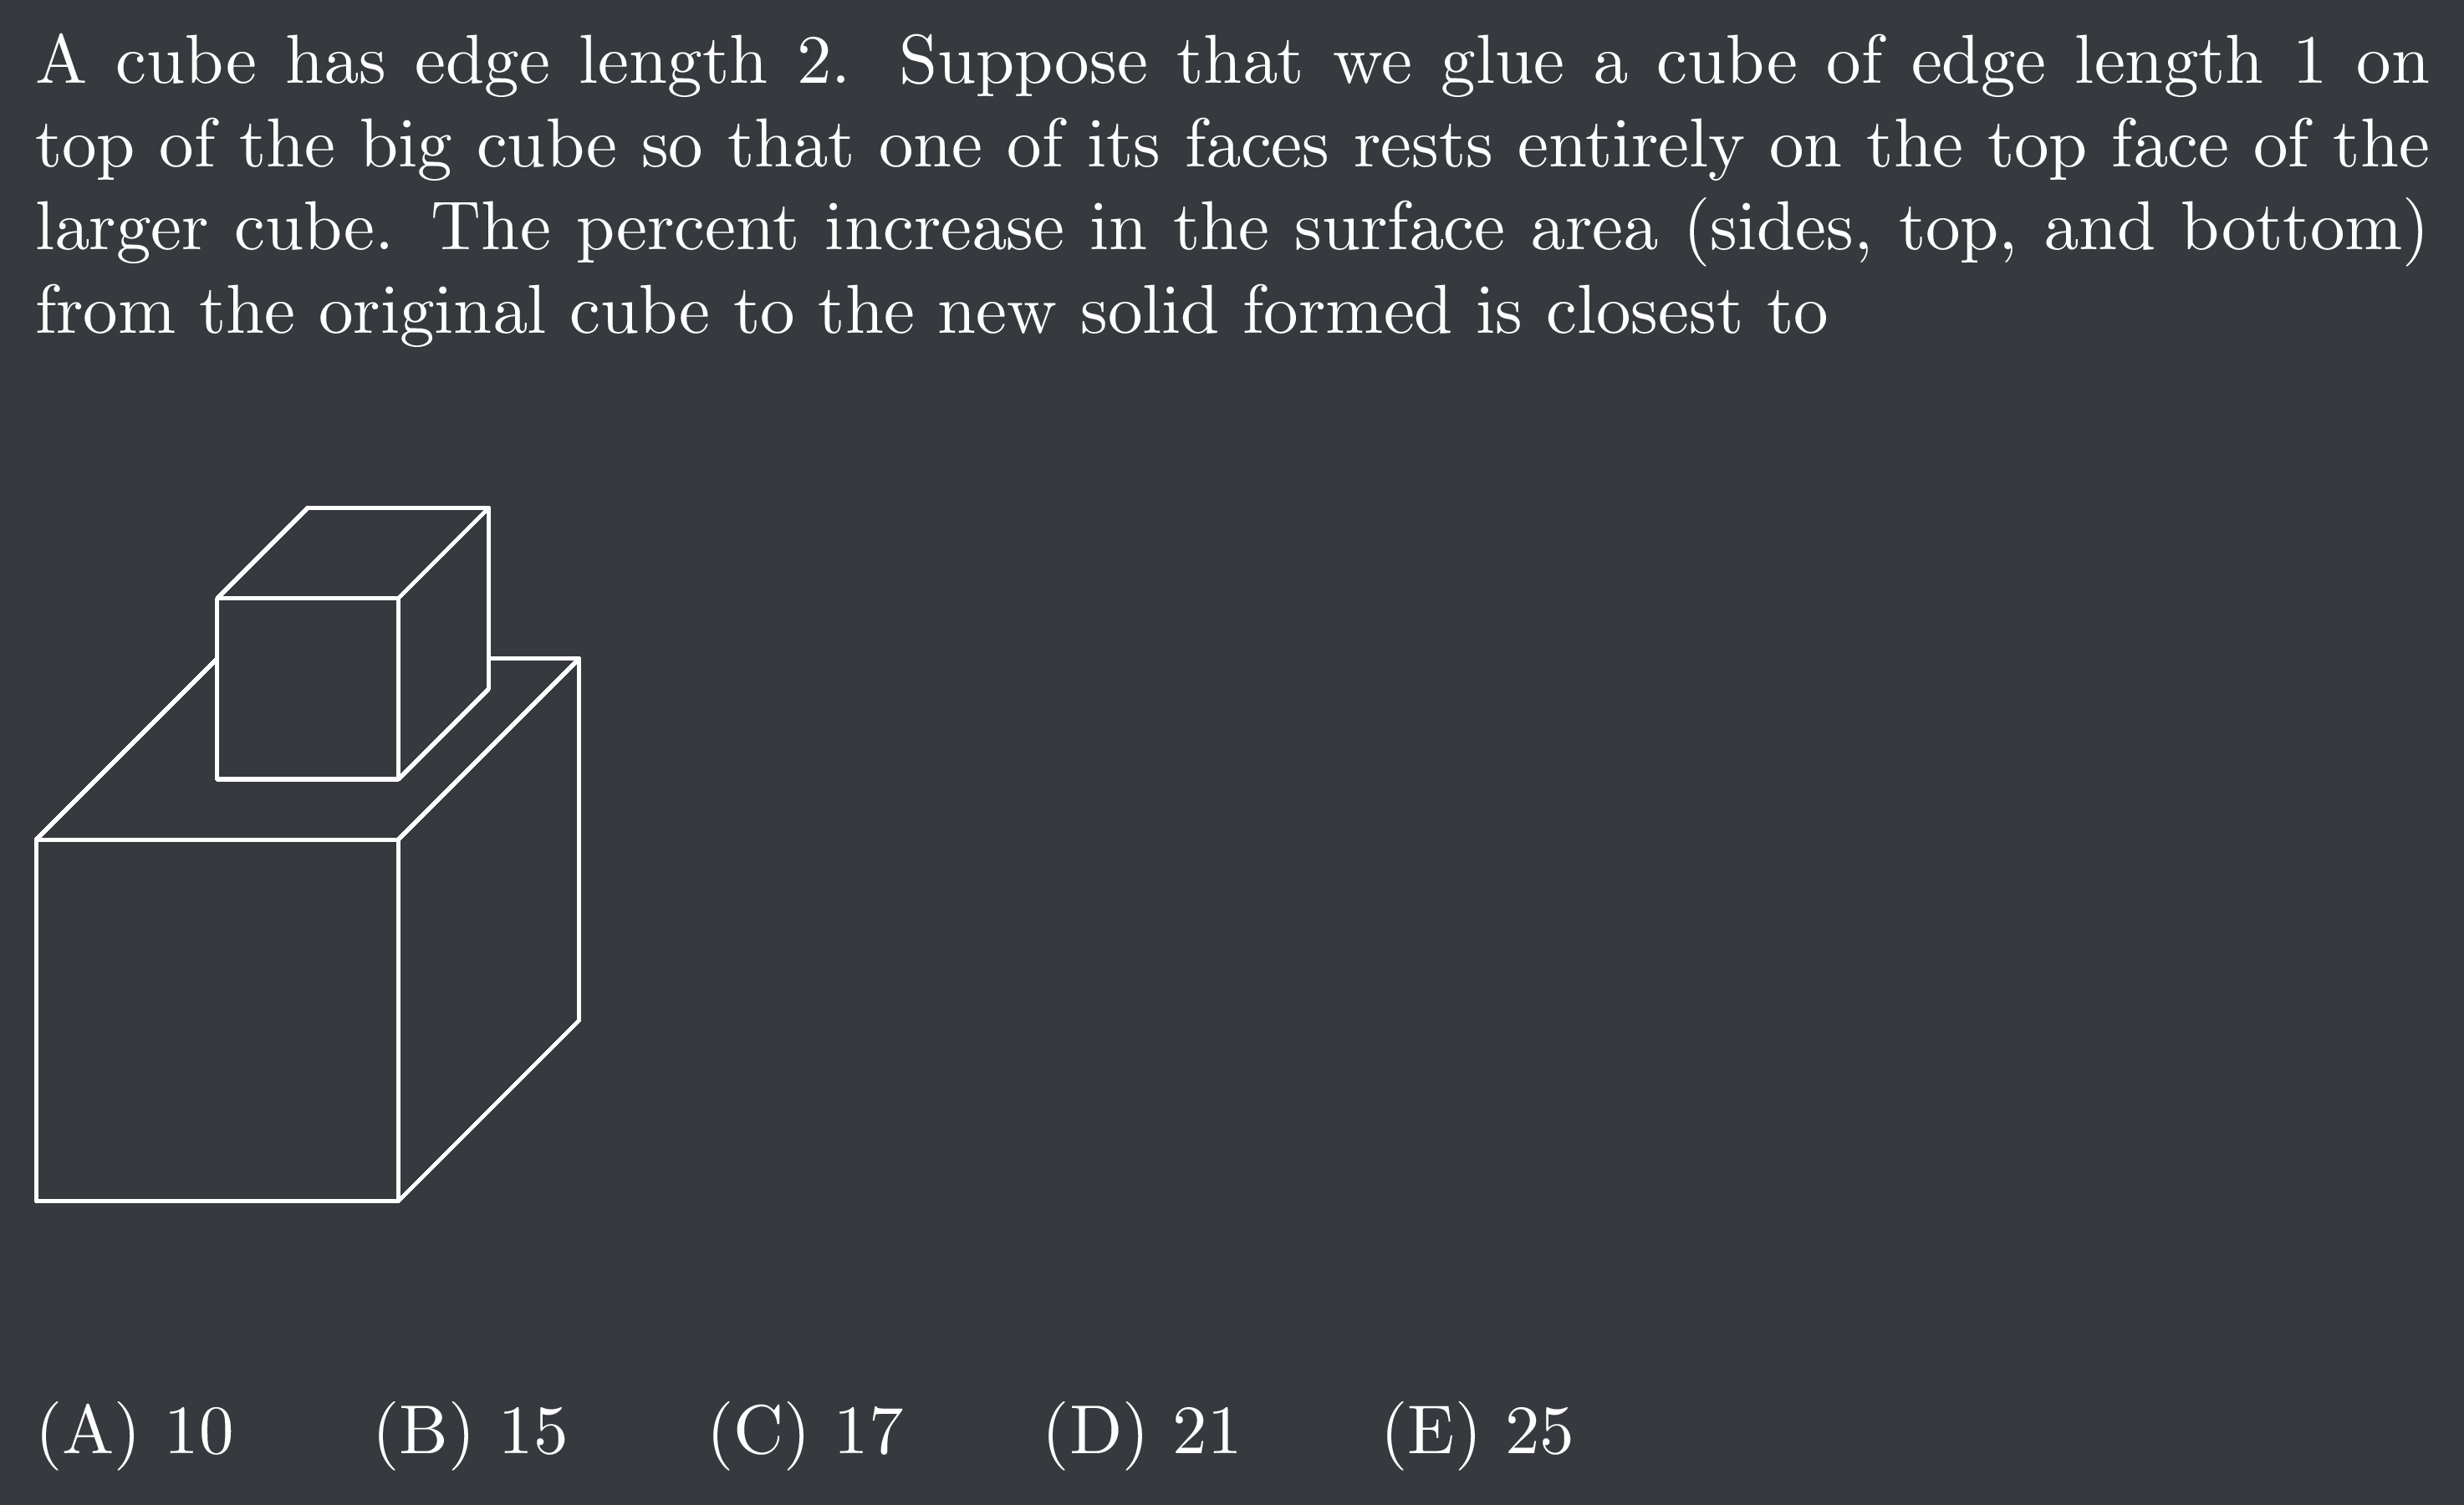 A cube has edge length 2. Suppose that we glue a cube of edge length 1 on
top of the big cube so that one of its faces rests entirely on the top face of the
larger cube. The percent increase in the surface area (sides, top, and bottom)
from the original cube to the new solid formed is closest to
(A) 10 (B) 15 (C) 17 (D) 21 (E) 25